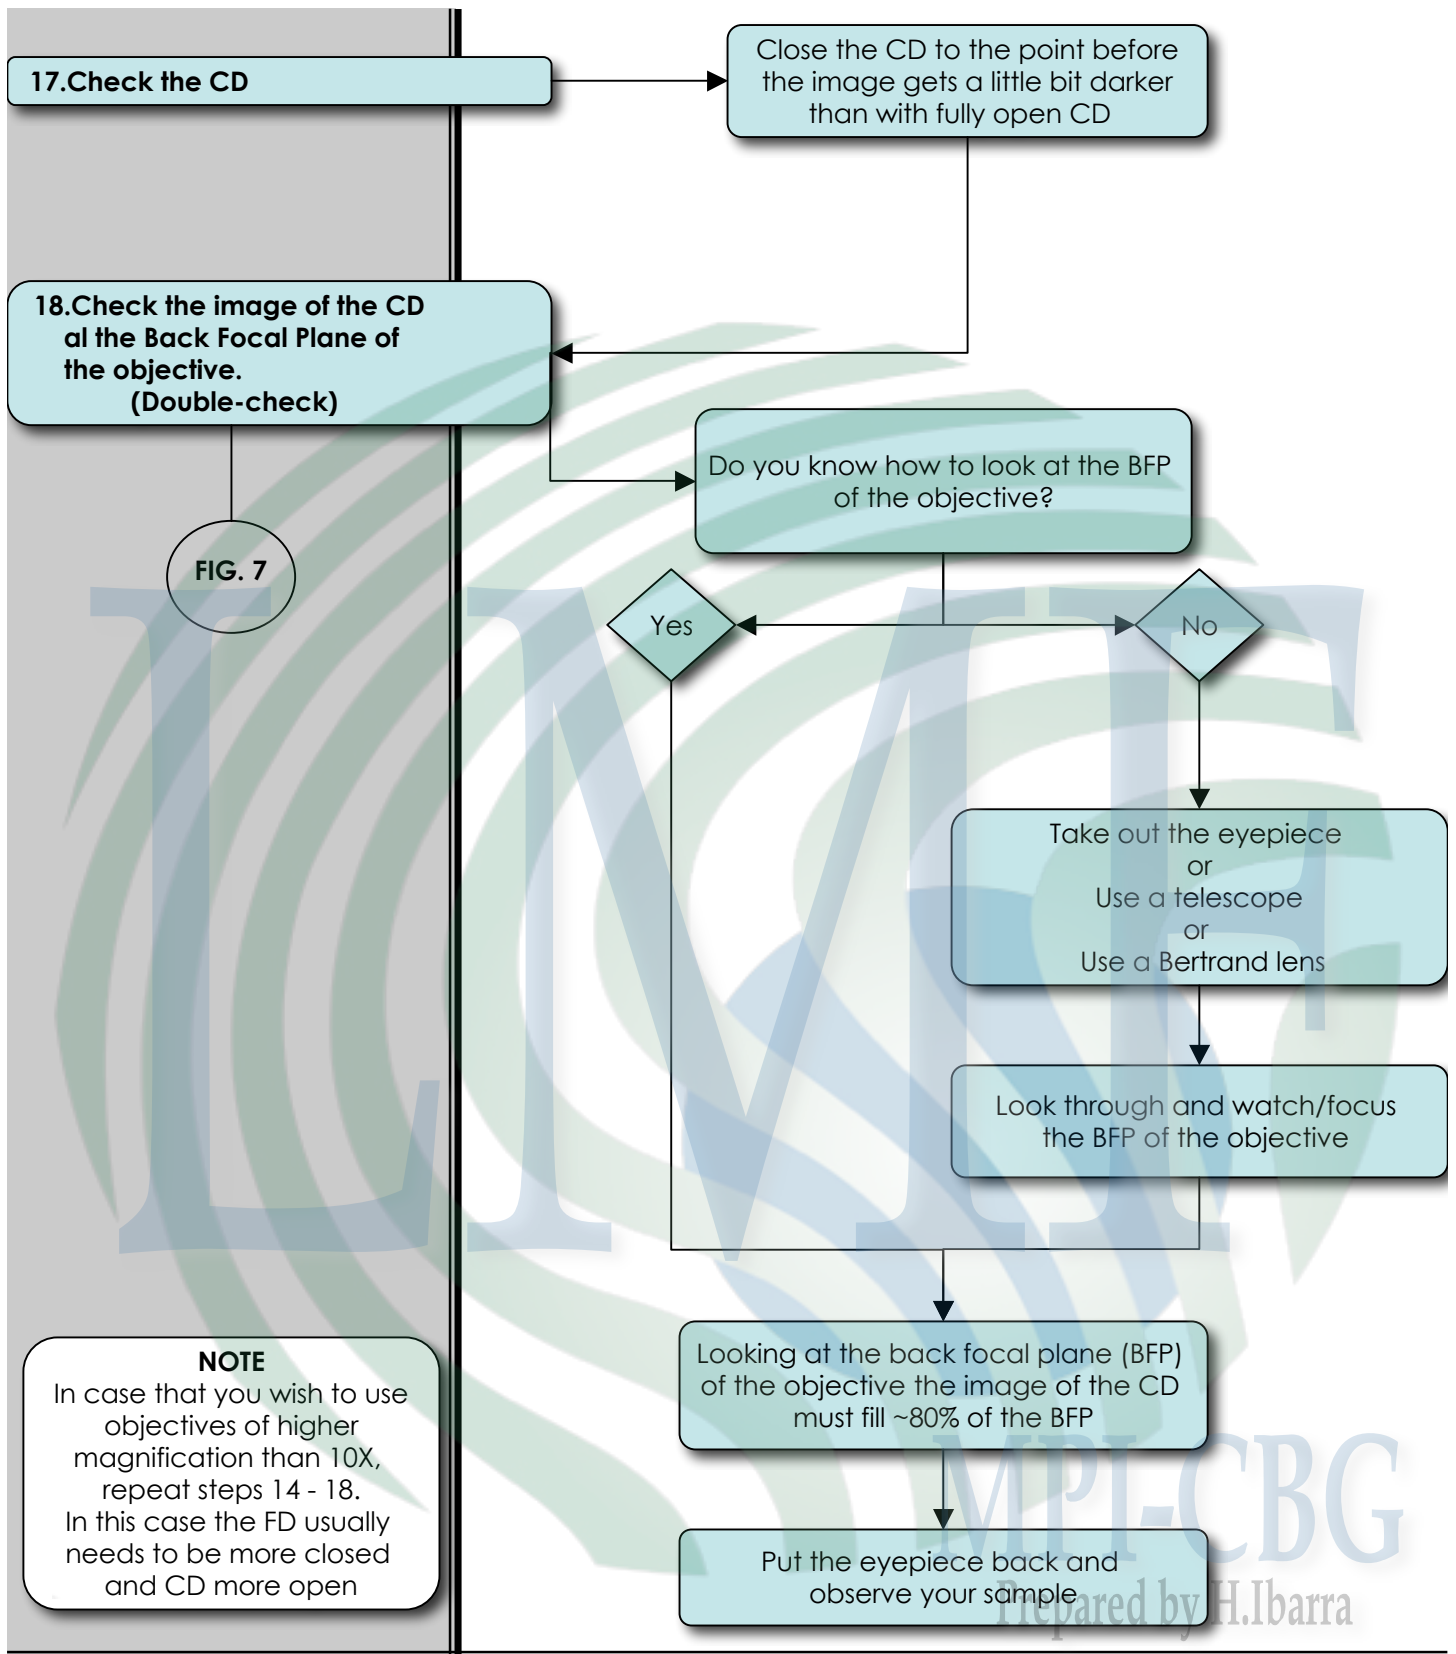 17.Check the CD
Close the CD to the point before
the image gets a little bit darker
than with fully open CD
18.Check the image of the CD
al the Back Focal Plane of
the objective.
(Double-check)
FIG. 7
Do you know how to look at the BFP
of the objective?
Yes
No
Take out the eyepiece
or
Use a telescope
or
Use a Bertrand lens
Look through and watch/focus
the BFP of the objective
Looking at the back focal plane (BFP)
of the objective the image of the CD
must fill ~80% of the BFP
Put the eyepiece back and
observe your sample
NOTE
In case that you wish to use
objectives of higher
magnification than 10X,
repeat steps 14 - 18.
In this case the FD usually
needs to be more closed
and CD more open
LMF
MPI-CBG
Prepared by H.Ibarra